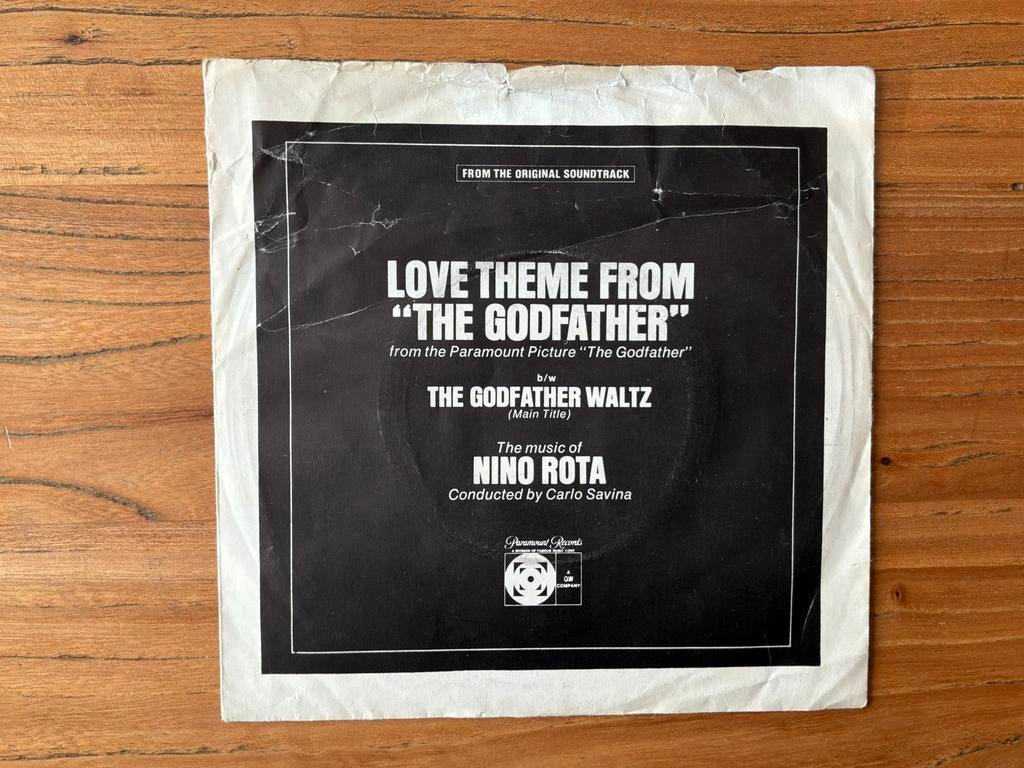 FROM THE ORIGINAL SOUNDTRACK
LOVE THEME FROM
“THE GODFATHER”
from the Paramount Picture “The Godfather”
b/w
THE GODFATHER WALTZ
(Main Title)
The music of
NINO ROTA
Conducted by Carlo Savina
Paramount Records
A DIVISION OF FAMOUS MUSIC CORP.
A
G+W
COMPANY